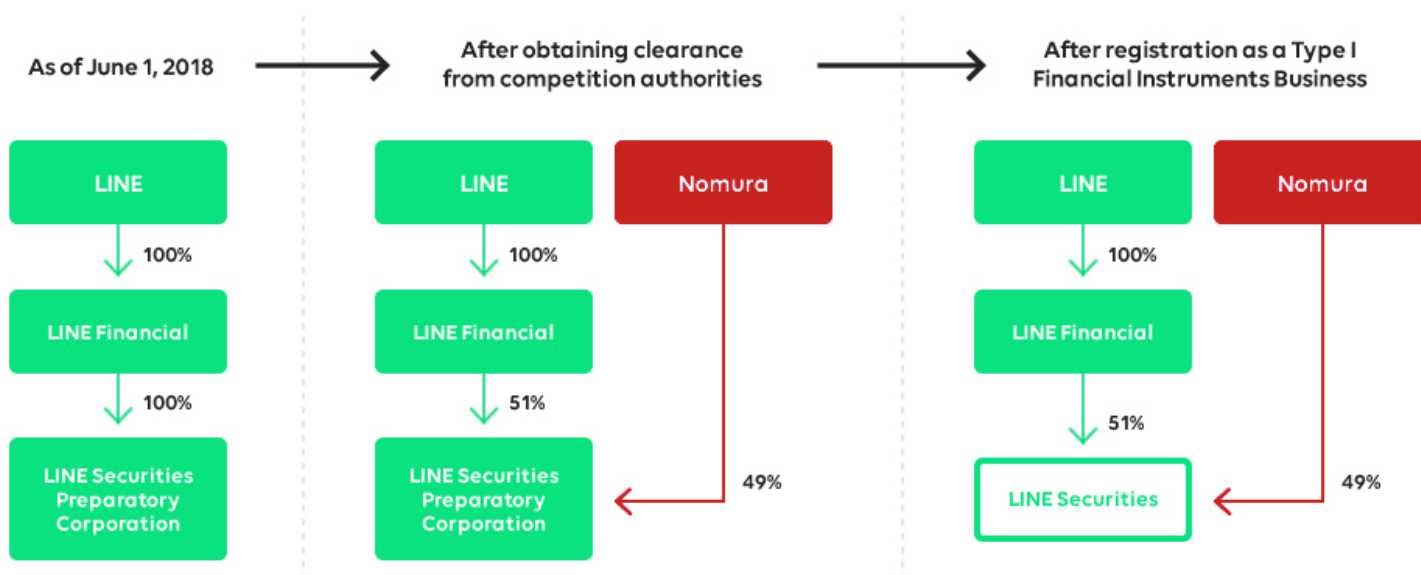 As of June 1, 2018
After obtaining clearance
from competition authorities
After registration as a Type I
Financial Instruments Business
LINE
100%
LINE Financial
100%
LINE Securities
Preparatory
Corporation
LINE
Nomura
100%
LINE Financial
51%
LINE Securities
Preparatory
Corporation
49%
LINE
Nomura
100%
LINE Financial
51%
LINE Securities
49%